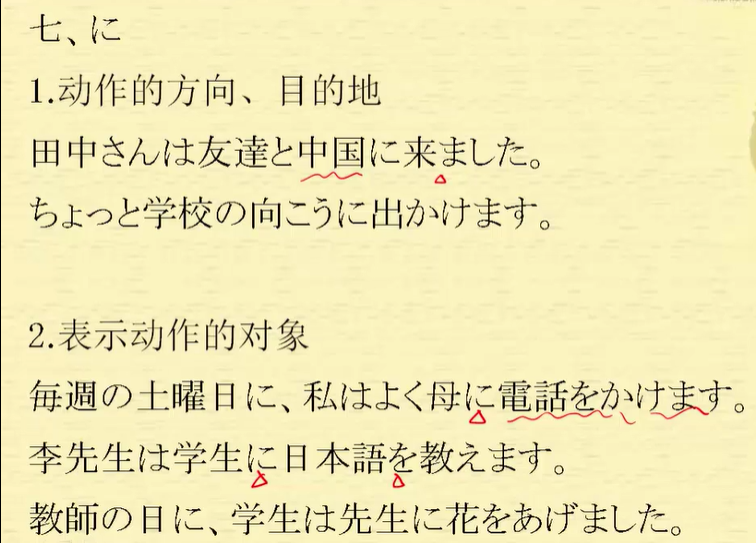 七、に
1.动作的方向、目的地
田中さんは友達と中国に来ました。
ちょっと学校の向こうに出かけます。
2.表示动作的对象
毎週の土曜日に、私はよく母に電話をかけます。
李先生は学生に日本語を教えます。
教師の日に、学生は先生に花をあげました。